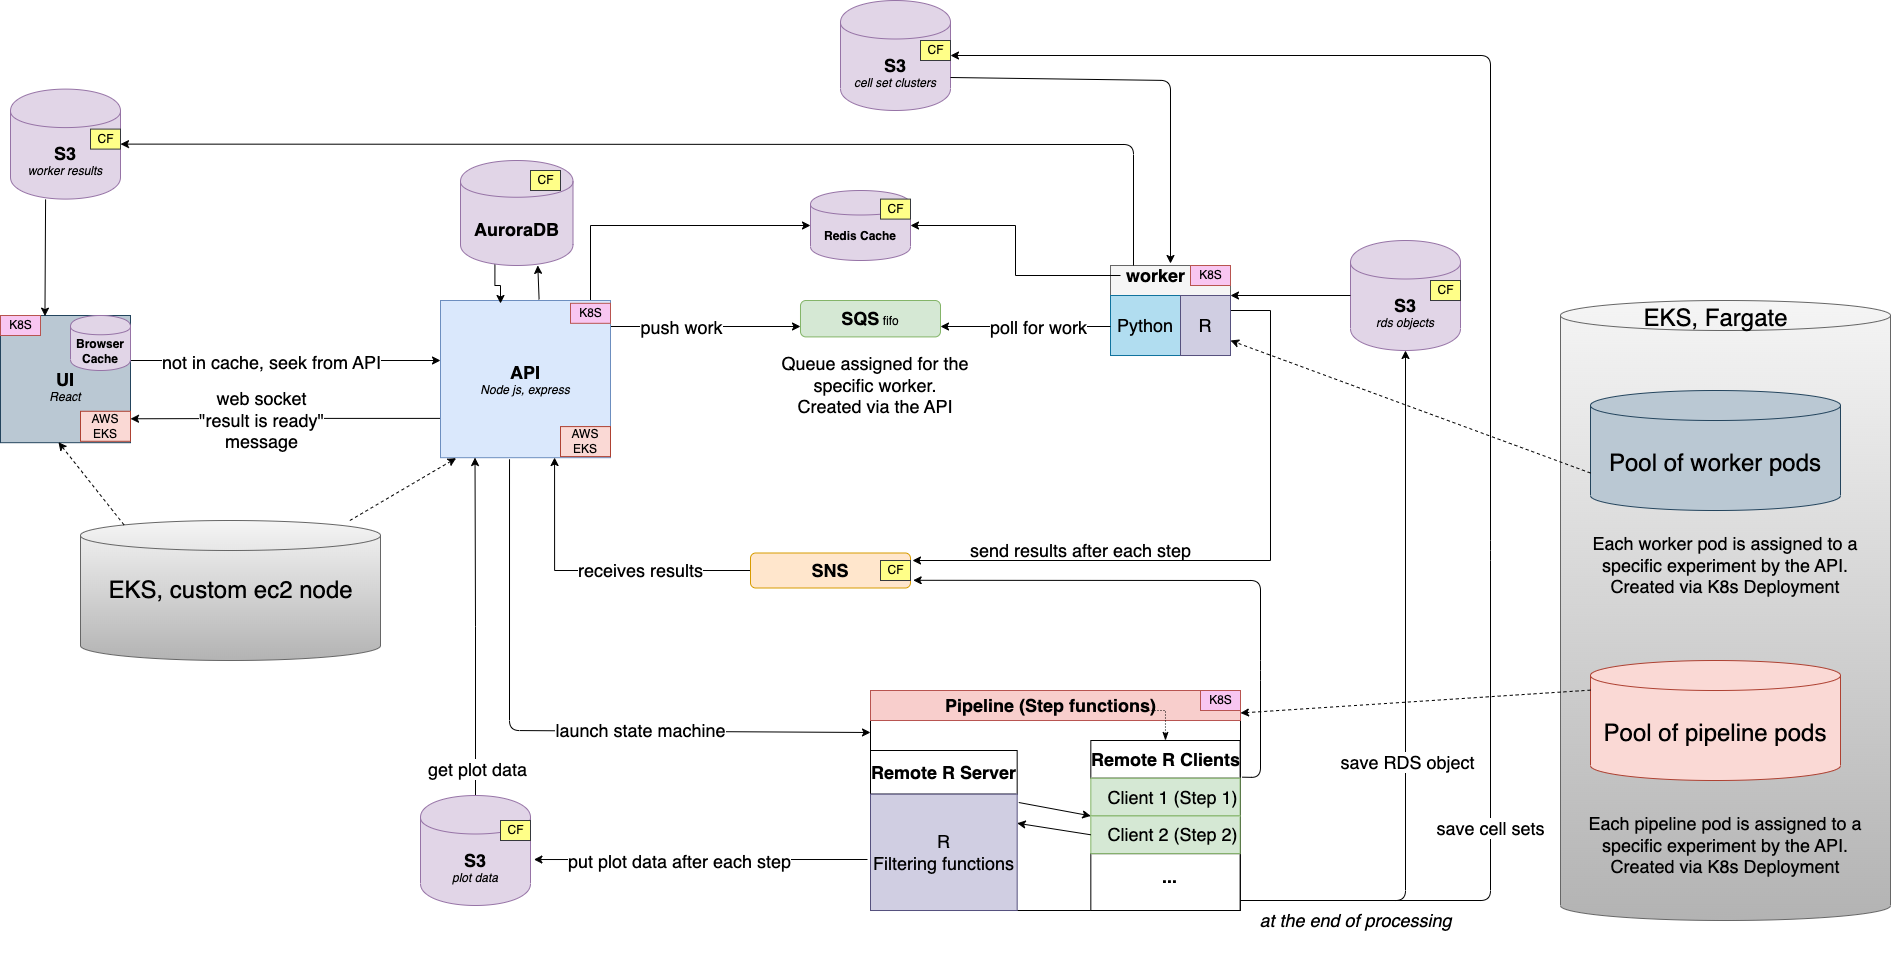 CF
S3
cell set clusters
CF
S3
worker results
CF
AuroraDB
CF
Redis Cache
worker
K8S
Python
R
CF
S3
rds objects
EKS, Fargate
K8S
Browser
Cache
UI
React
AWS
EKS
not in cache, seek from API
web socket
"result is ready"
message
K8S
API
Node js, express
AWS
EKS
push work
SQS fifo
poll for work
Queue assigned for the
specific worker.
Created via the API
Pool of worker pods
Each worker pod is assigned to a
specific experiment by the API.
Created via K8s Deployment
EKS, custom ec2 node
receives results
SNS
CF
send results after each step
Pipeline (Step functions)
K8S
launch state machine
Remote R Server
R
Filtering functions
Remote R Clients
Client 1 (Step 1)
Client 2 (Step 2)
...
get plot data
CF
S3
plot data
put plot data after each step
save RDS object
save cell sets
at the end of processing
Pool of pipeline pods
Each pipeline pod is assigned to a
specific experiment by the API.
Created via K8s Deployment